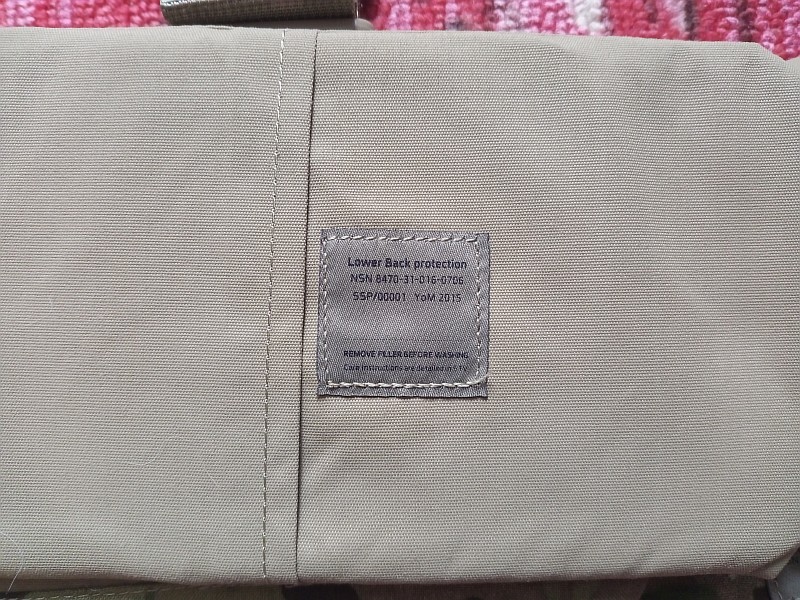 Lower Back protection
NSN 8470-31-016-0706
SSP/00001 YoM 2015
REMOVE FILLER BEFORE WASHING
Care instructions are detailed in